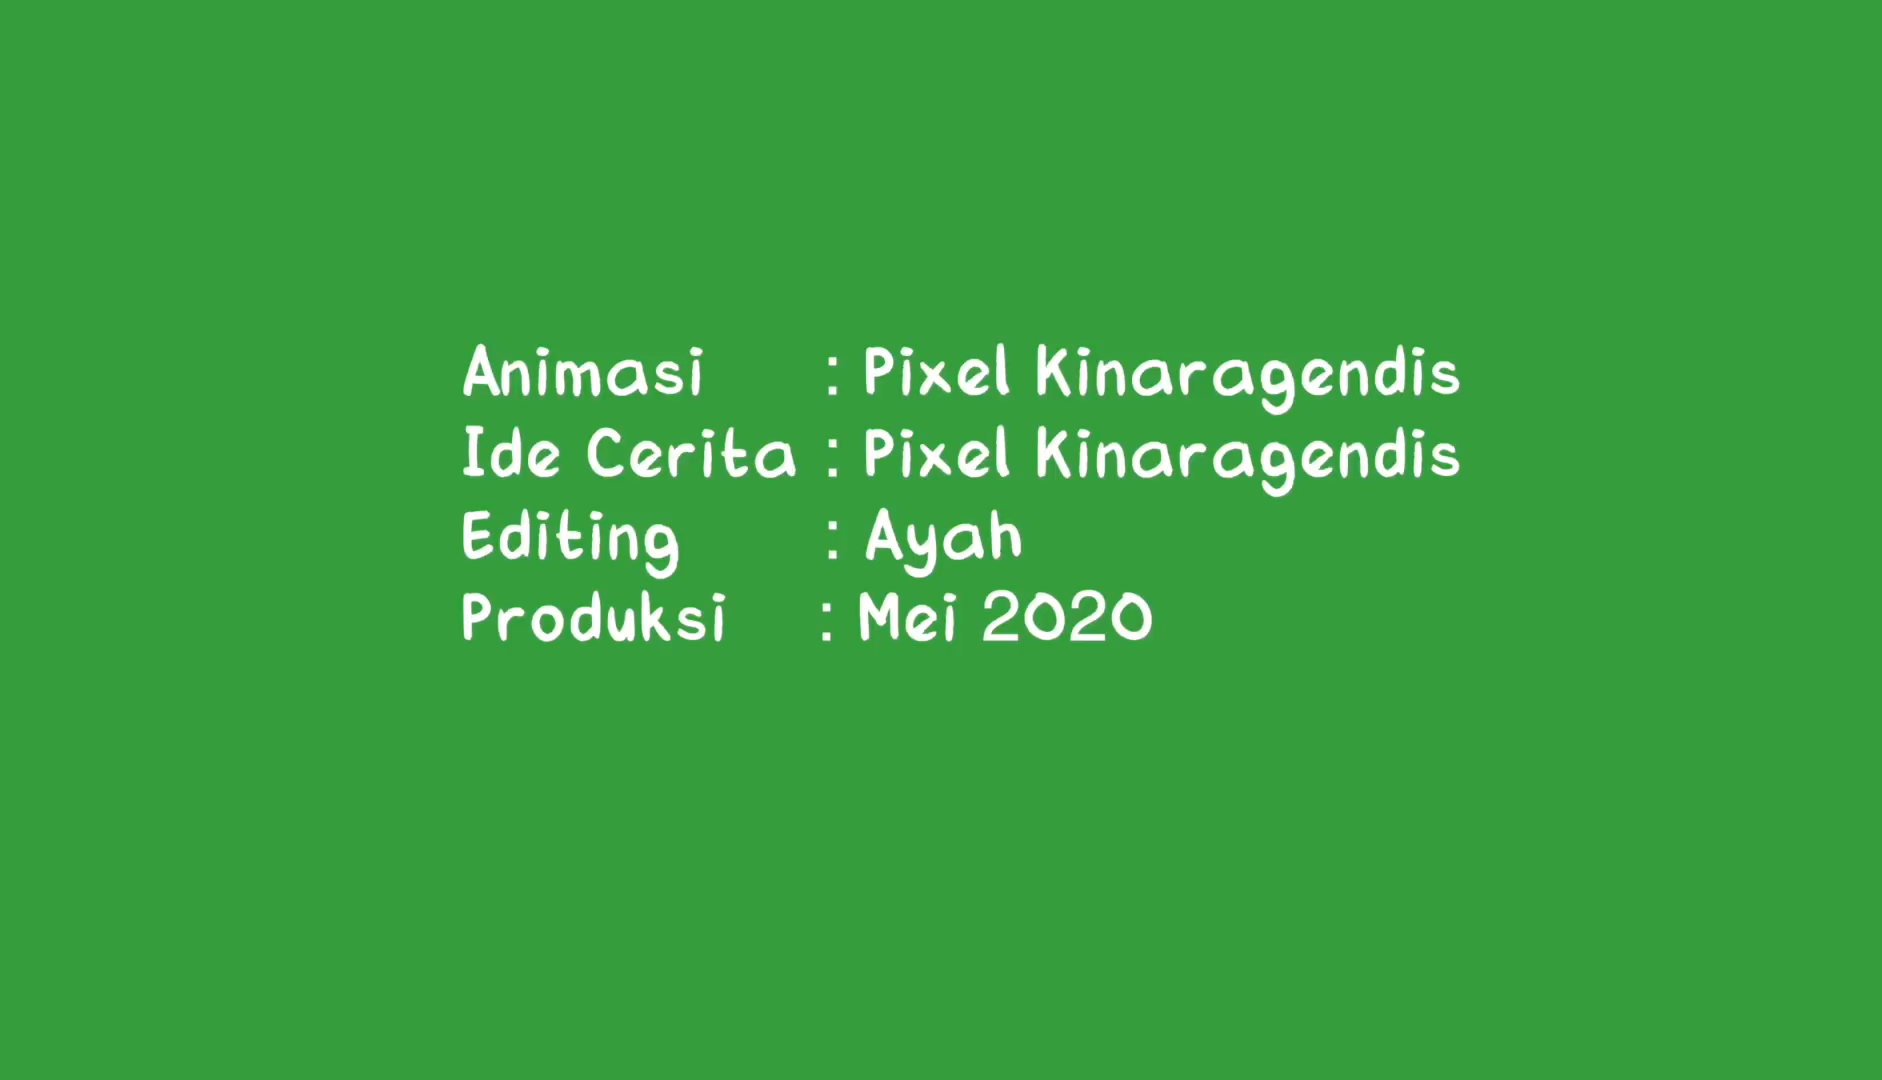 Animasi : Pixel Kinaragendis
Ide Cerita : Pixel Kinaragendis
Editing : Ayah
Produksi : Mei 2020